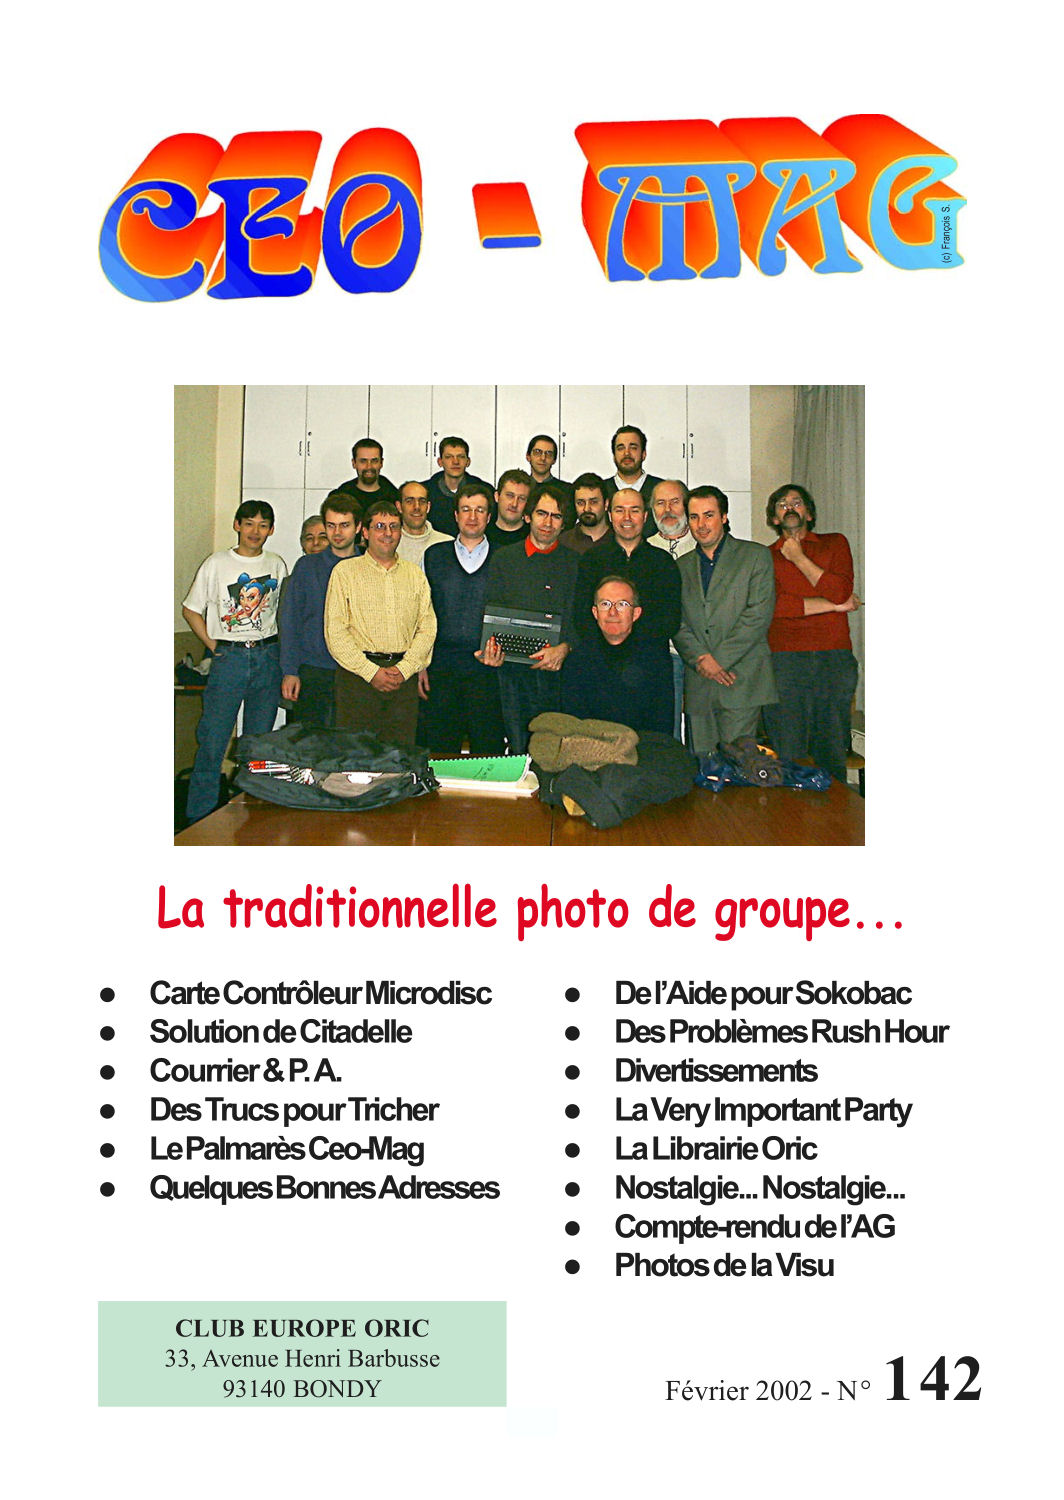 CEO - MAG
(c) François S.
La traditionnelle photo de groupe...
● Carte Contrôleur Microdisc
● Solution de Citadelle
● Courrier & P. A.
● Des Trucs pour Tricher
● Le Palmarès Ceo-Mag
● Quelques Bonnes Adresses
● De l’Aide pour Sokobac
● Des Problèmes Rush Hour
● Divertissements
● La Very Important Party
● La Librairie Oric
● Nostalgie... Nostalgie...
● Compte-rendu de l’AG
● Photos de la Visu
CLUB EUROPE ORIC
33, Avenue Henri Barbusse
93140 BONDY
Février 2002 - N° 142